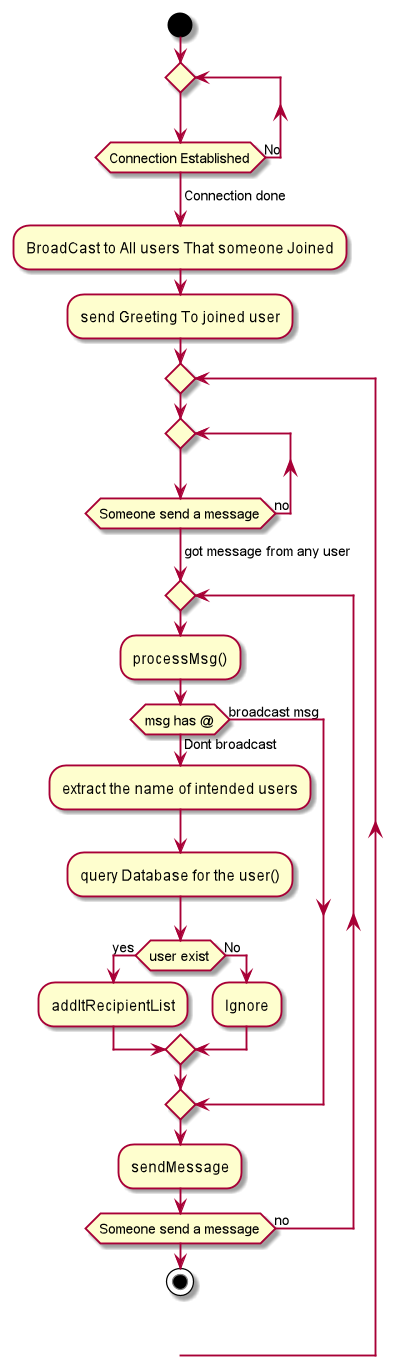 Connection Established
No
Connection done
BroadCast to All users That someone Joined
send Greeting To joined user
Someone send a message
no
got message from any user
processMsg()
msg has @
broadcast msg
Dont broadcast
extract the name of intended users
query Database for the user()
yes
user exist
No
addItRecipientList
Ignore
sendMessage
Someone send a message
no